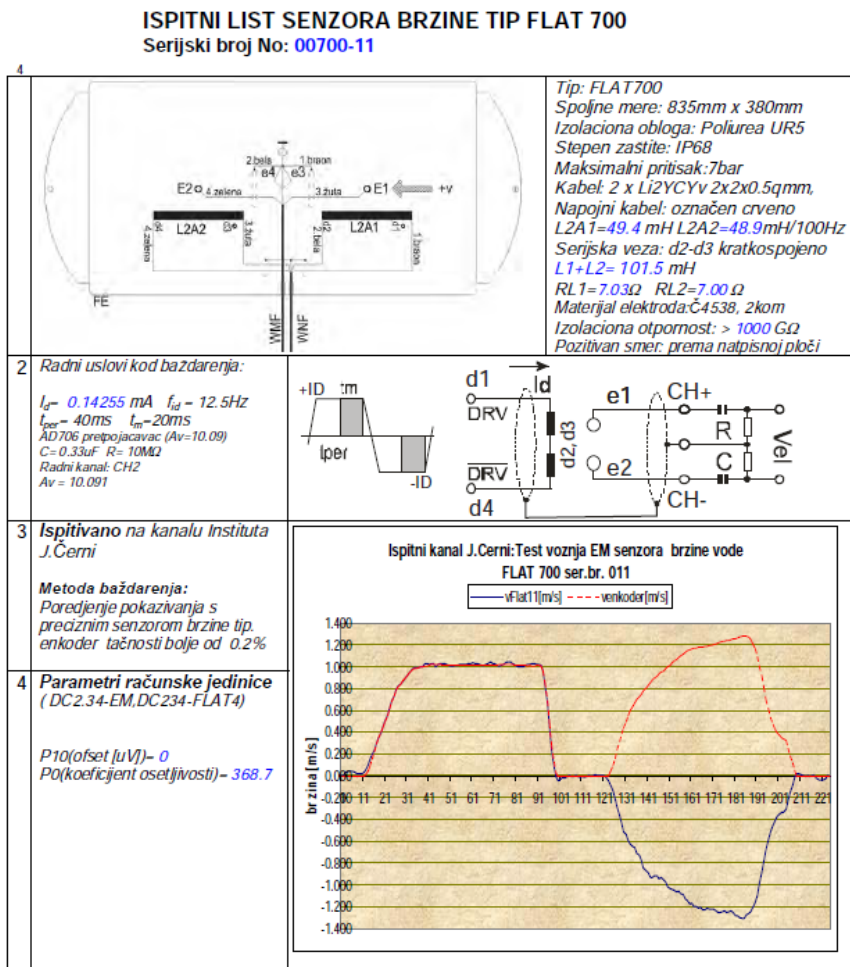 ISPITNI LIST SENZORA BRZINE TIP FLAT 700
Serijski broj No: 00700-11
4
2.bela
1.braon
e4
e3
E2
4.zelena
3.žuta
E1
+v
d4
L2A2
d3
d2
L2A1
d1
4.zelena
3.žuta
2.bela
1.braon
FE
WMF
WNF
Tip: FLAT700
Spoljne mere: 835mm x 380mm
Izolaciona obloga: Poliurea UR5
Stepen zastite: IP68
Maksimalni pritisak:7bar
Kabel: 2 x Li2YCYv 2x2x0.5qmm,
Napojni kabel: označen crveno
L2A1=49.4 mH L2A2=48.9mH/100Hz
Serijska veza: d2-d3 kratkospojeno
L1+L2= 101.5 mH
RL1=7.03Ω RL2=7.00 Ω
Materijal elektroda:Č4538, 2kom
Izolaciona otpornost: > 1000 GΩ
Pozitivan smer: prema natpisnoj ploči
2 Radni uslovi kod baždarenja:
Id= 0.14255 mA fid = 12.5Hz
tper= 40ms tm=20ms
AD706 pretpojacavac (Av=10.09)
C= 0.33uF R= 10MΩ
Radni kanal: CH2
Av = 10.091
+ID
tm
tper
-ID
d1
Id
DRV
d2,d3
DRV
d4
e1
e2
CH+
CH-
R
C
Vel
3 Ispitivano na kanalu Instituta
J.Černi
Metoda baždarenja:
Poredjenje pokazivanja s
preciznim senzorom brzine tip.
enkoder tačnosti bolje od 0.2%
4 Parametri računske jedinice
( DC2.34-EM,DC234-FLAT4)
P10(ofset [uV])= 0
P0(koeficijent osetljivosti)= 368.7
Ispitni kanal J.Cerni:Test voznja EM senzora brzine vode
FLAT 700 ser.br. 011
vFlat11[m/s]
venkoder[m/s]
brzina[m/s]
1.400
1.200
1.000
0.800
0.600
0.400
0.200
0.000
-0.200
-0.400
-0.600
-0.800
-1.000
-1.200
-1.400
11 21 31 41 51 61 71 81 91 101 111 121 131 141 151 161 171 181 191 201 211 221